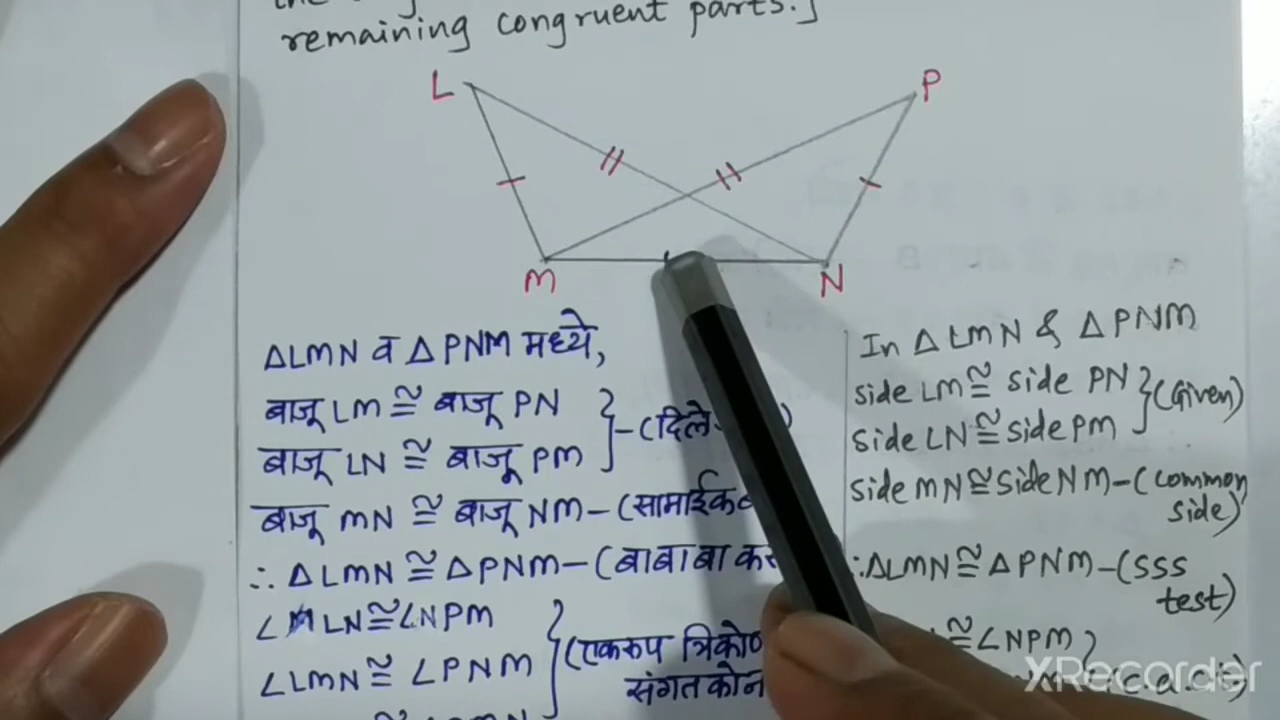 remaining congruent parts.]
L
P
M
N
ΔLMN व ΔPNM मध्ये,
बाजू LM ≅ बाजू PN
बाजू LN ≅ बाजू PM
बाजू MN ≅ बाजू NM – (सामाईक
∴ ΔLMN ≅ ΔPNM – (बाबाबा
∠MLN ≅ ∠NPM
∠LMN ≅ ∠PNM
(एकरूप
संगतकोन
In ΔLMN & ΔPNM
side LM ≅ side PN
side LN ≅ side PM
(Given)
side MN ≅ side NM – (common
side)
∴ ΔLMN ≅ ΔPNM – (SSS
test)
≅ ∠NPM
XRecorder